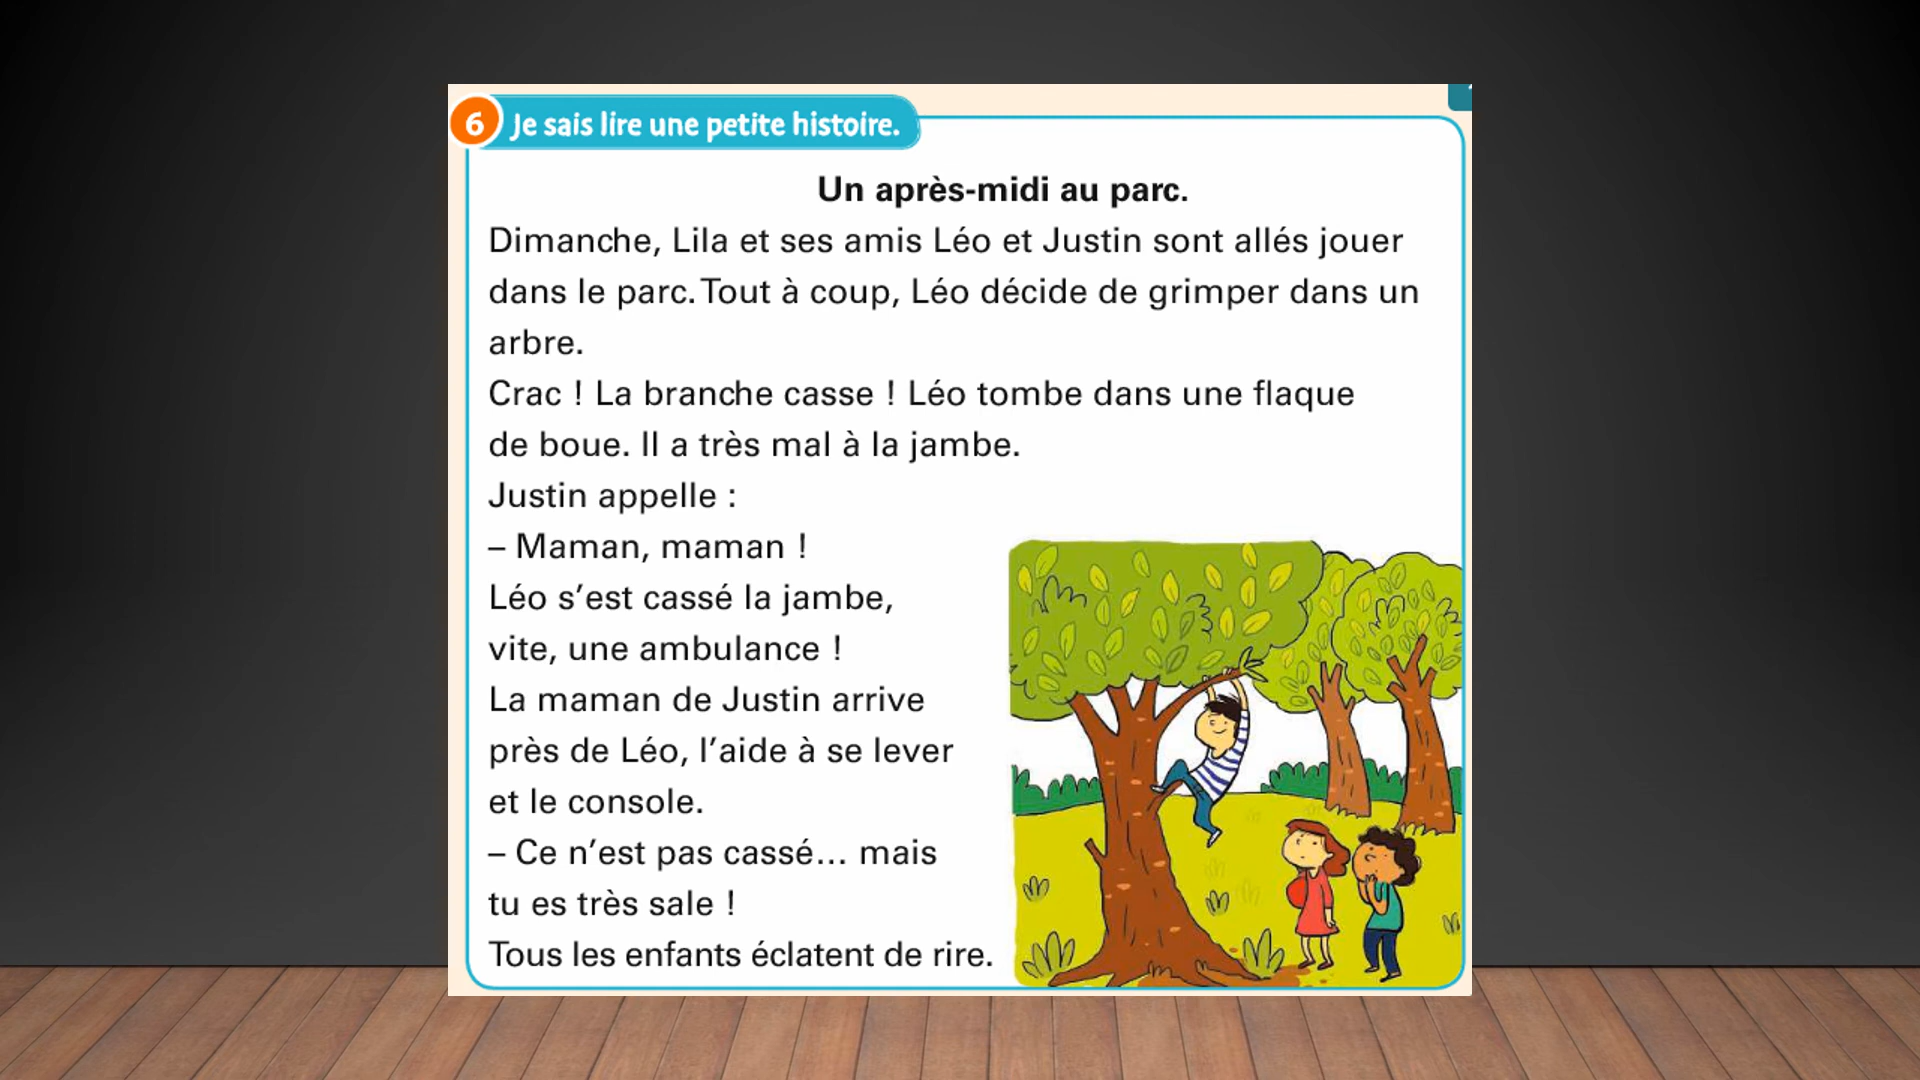 6 Je sais lire une petite histoire.
Un après-midi au parc.
Dimanche, Lila et ses amis Léo et Justin sont allés jouer
dans le parc. Tout à coup, Léo décide de grimper dans un
arbre.
Crac ! La branche casse ! Léo tombe dans une flaque
de boue. Il a très mal à la jambe.
Justin appelle :
– Maman, maman !
Léo s’est cassé la jambe,
vite, une ambulance !
La maman de Justin arrive
près de Léo, l’aide à se lever
et le console.
– Ce n’est pas cassé… mais
tu es très sale !
Tous les enfants éclatent de rire.